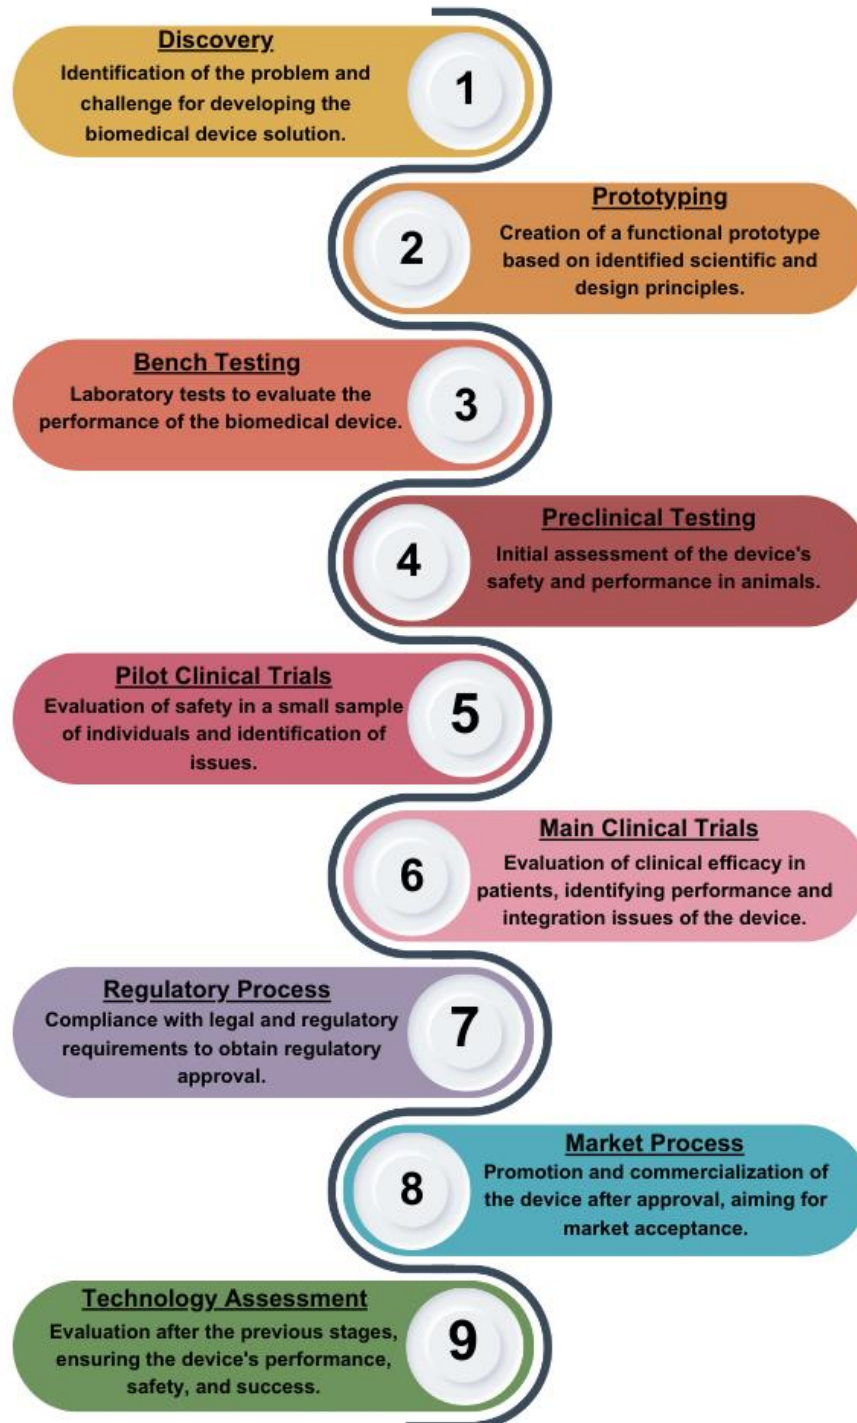 Discovery
Identification of the problem and
challenge for developing the
biomedical device solution.
1
Prototyping
Creation of a functional prototype
based on identified scientific and
design principles.
2
Bench Testing
Laboratory tests to evaluate the
performance of the biomedical device.
3
Preclinical Testing
Initial assessment of the device's
safety and performance in animals.
4
Pilot Clinical Trials
Evaluation of safety in a small sample
of individuals and identification of
issues.
5
Main Clinical Trials
Evaluation of clinical efficacy in
patients, identifying performance and
integration issues of the device.
6
Regulatory Process
Compliance with legal and regulatory
requirements to obtain regulatory
approval.
7
Market Process
Promotion and commercialization of
the device after approval, aiming for
market acceptance.
8
Technology Assessment
Evaluation after the previous stages,
ensuring the device's performance,
safety, and success.
9